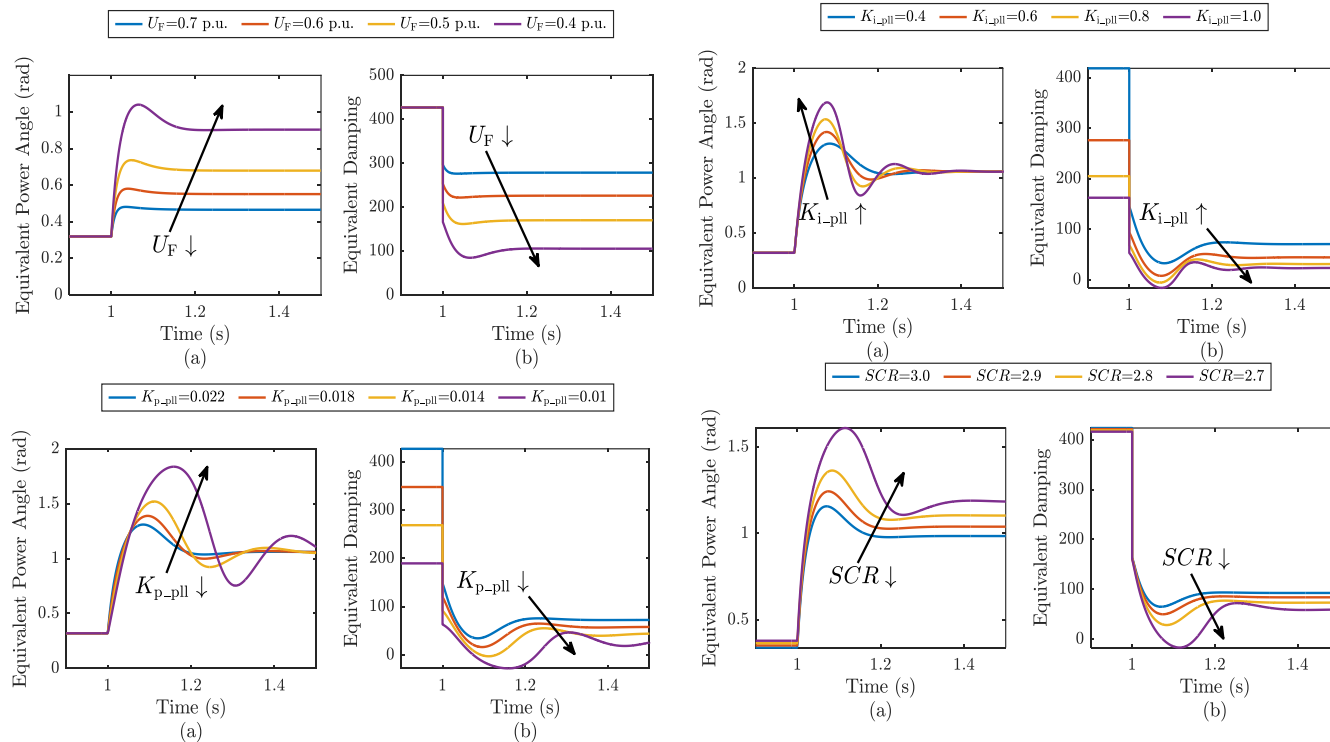 U_F=0.7 p.u. U_F=0.6 p.u. U_F=0.5 p.u. U_F=0.4 p.u.
Equivalent Power Angle (rad)
1
0.8
0.6
0.4
0.2
0
U_F ↓
1 1.2 1.4
Time (s)
(a)
Equivalent Damping
500
400
300
200
100
0
U_F ↓
1 1.2 1.4
Time (s)
(b)
K_i_pll=0.4 K_i_pll=0.6 K_i_pll=0.8 K_i_pll=1.0
Equivalent Power Angle (rad)
2
1.5
1
0.5
0
K_i_pll ↑
1 1.2 1.4
Time (s)
(a)
Equivalent Damping
400
300
200
100
0
K_i_pll ↑
1 1.2 1.4
Time (s)
(b)
K_p_pll=0.022 K_p_pll=0.018 K_p_pll=0.014 K_p_pll=0.01
Equivalent Power Angle (rad)
2
1.5
1
0.5
0
K_p_pll ↓
1 1.2 1.4
Time (s)
(a)
Equivalent Damping
400
300
200
100
0
K_p_pll ↓
1 1.2 1.4
Time (s)
(b)
SCR=3.0 SCR=2.9 SCR=2.8 SCR=2.7
Equivalent Power Angle (rad)
1.5
1
0.5
SCR ↓
1 1.2 1.4
Time (s)
(a)
Equivalent Damping
400
300
200
100
0
SCR ↓
1 1.2 1.4
Time (s)
(b)